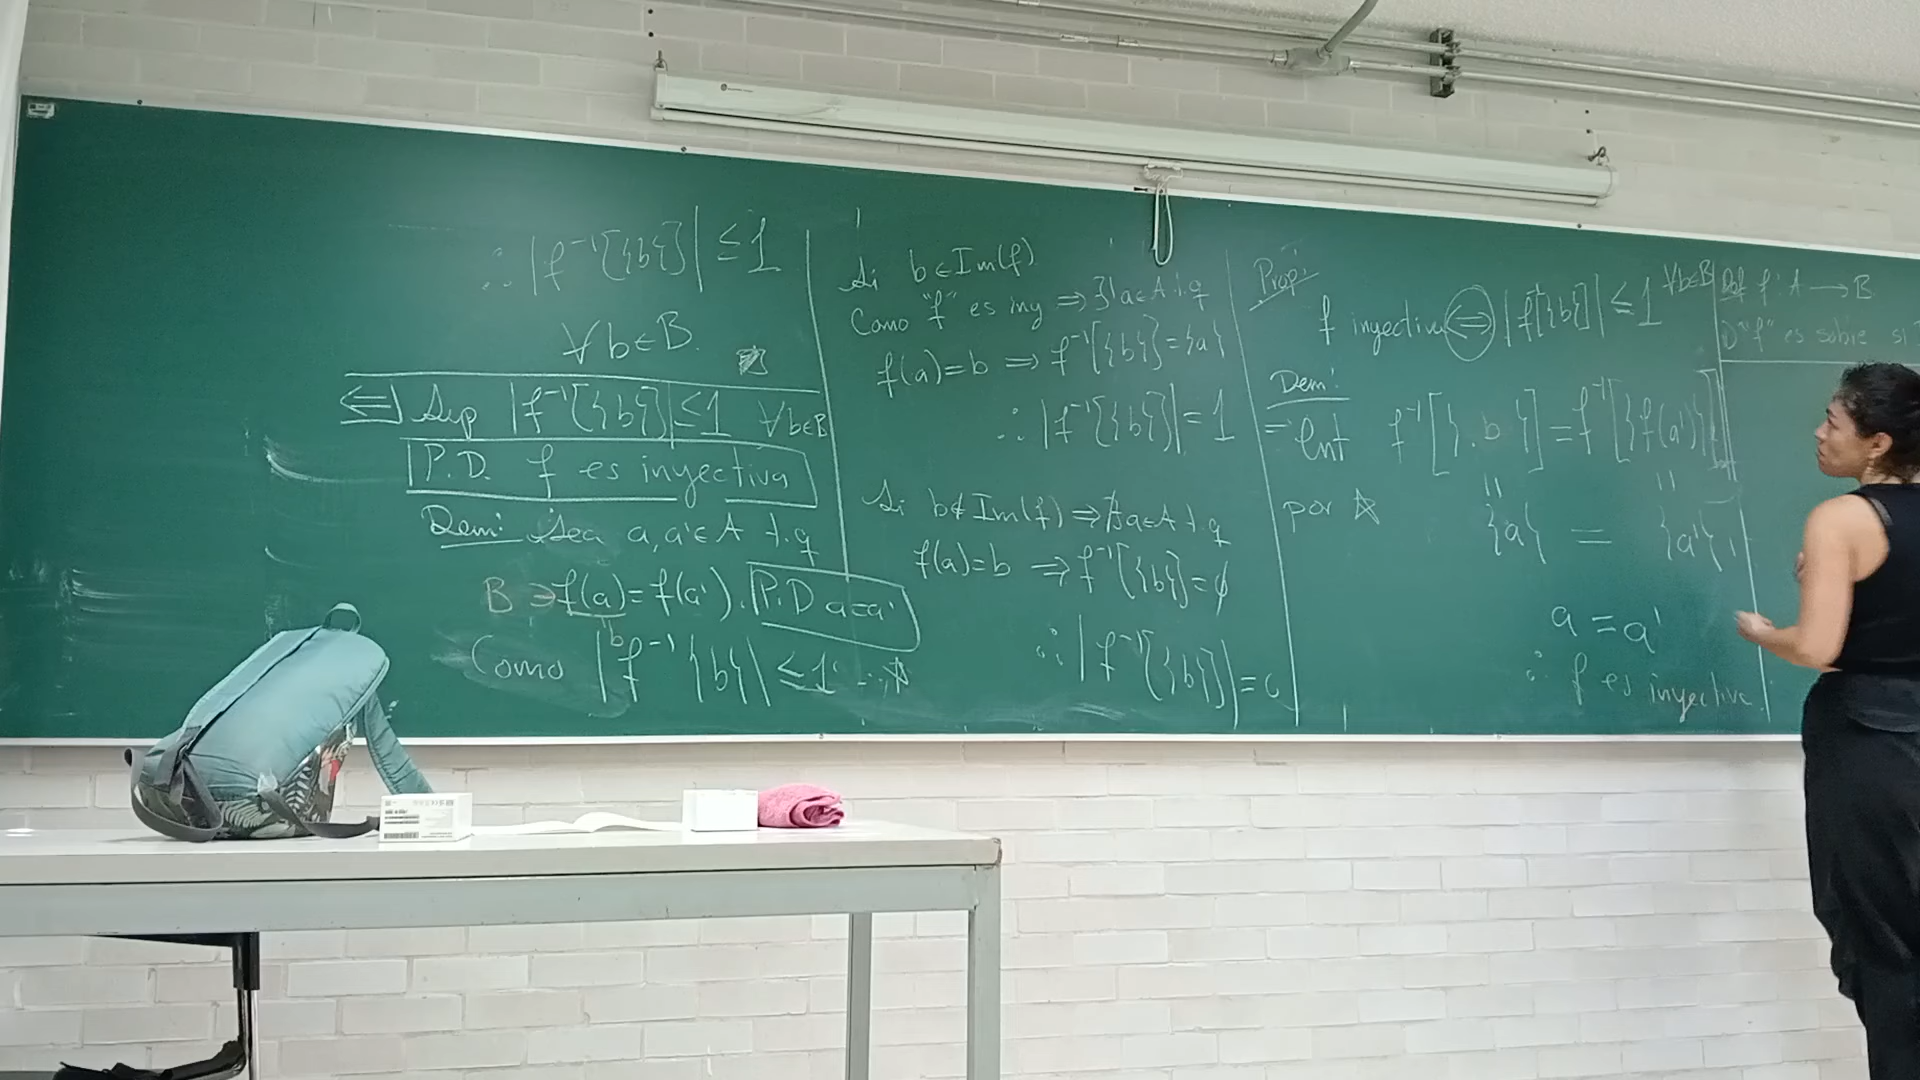 ∴ |f⁻¹[{b}]| ≤ 1
∀ b ∈ B.
⇐] Sup |f⁻¹[{b}]| ≤ 1 ∀b∈B
P.D. f es inyectiva
Dem: Sea a, a' ∈ A t.q
B ∋ f(a) = f(a'). P.D a=a'
b
Como |f⁻¹{b}| ≤ 1 ... ☆
Si b ∈ Im(f)
Como "f" es iny ⇒ ∃! a∈A t.q
f(a)=b ⇒ f⁻¹[{b}]={a}
∴ |f⁻¹[{b}]| = 1
Si b ∉ Im(f) ⇒ ∄ a∈A t.q
f(a)=b ⇒ f⁻¹[{b}]=∅
∴ |f⁻¹[{b}]| = 0
Prop:
f inyectiva ⇔ |f⁻¹[{b}]| ≤ 1 ∀b∈B
Dem:
⇒ Ent f⁻¹[{b}] = f⁻¹[{f(a')}]
por ☆ {a} = {a'}
a = a'
∴ f es inyectiva.
Def f: A → B
"f" es sobre si